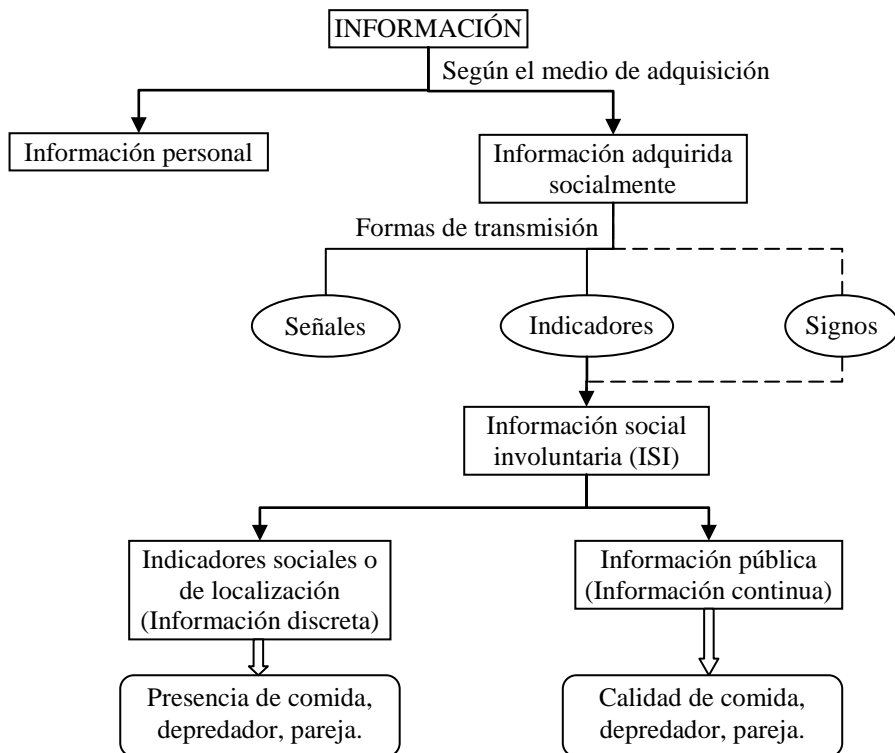 INFORMACIÓN
Según el medio de adquisición
Información personal
Información adquirida
socialmente
Formas de transmisión
Señales
Indicadores
Signos
Información social
involuntaria (ISI)
Indicadores sociales o
de localización
(Información discreta)
Información pública
(Información continua)
Presencia de comida,
depredador, pareja.
Calidad de comida,
depredador, pareja.